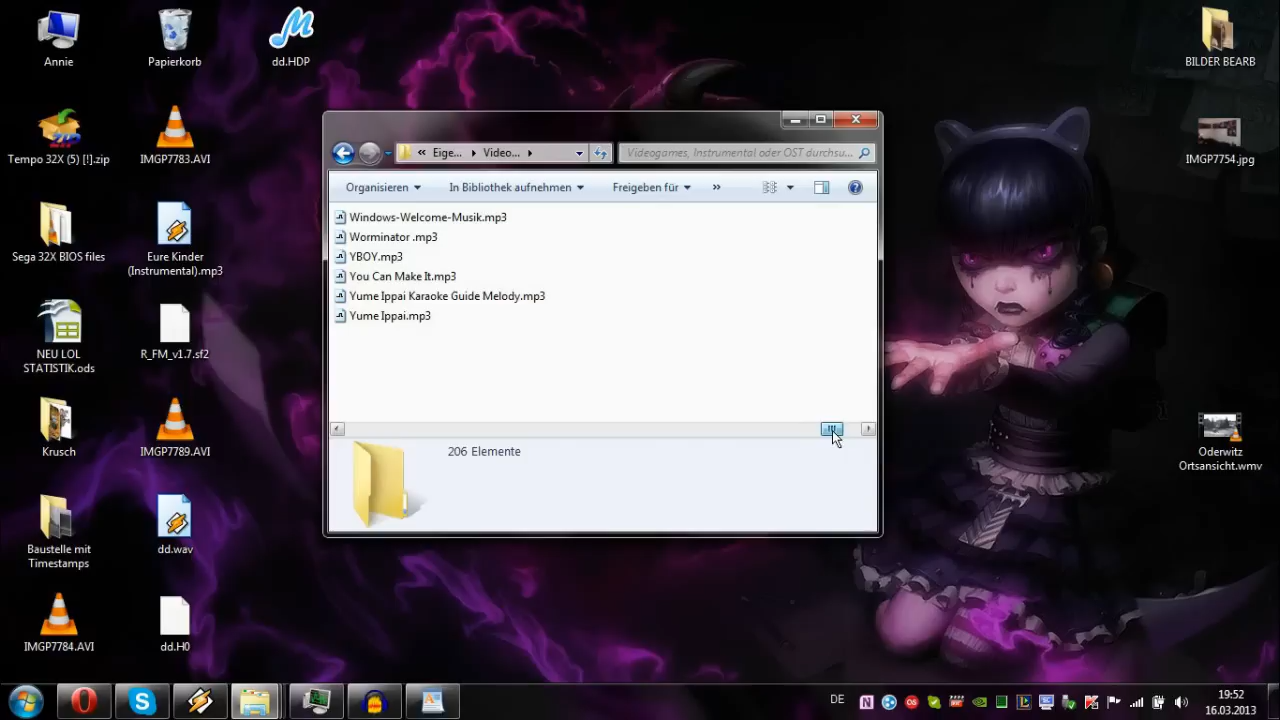 Annie
Papierkorb
dd.HDP
BILDER BEARB
Tempo 32X (5) [!].zip
IMGP7783.AVI
IMGP7754.jpg
Sega 32X BIOS files
Eure Kinder
(Instrumental).mp3
NEU LOL
STATISTIK.ods
R_FM_v1.7.sf2
Krusch
IMGP7789.AVI
Oderwitz
Ortsansicht.wmv
Baustelle mit
Timestamps
dd.wav
IMGP7784.AVI
dd.H0
« Eige... Video...
Videogames, Instrumental oder OST durchsu...
Organisieren
In Bibliothek aufnehmen
Freigeben für
»
Windows-Welcome-Musik.mp3
Worminator .mp3
YBOY.mp3
You Can Make It.mp3
Yume Ippai Karaoke Guide Melody.mp3
Yume Ippai.mp3
206 Elemente
DE
19:52
16.03.2013